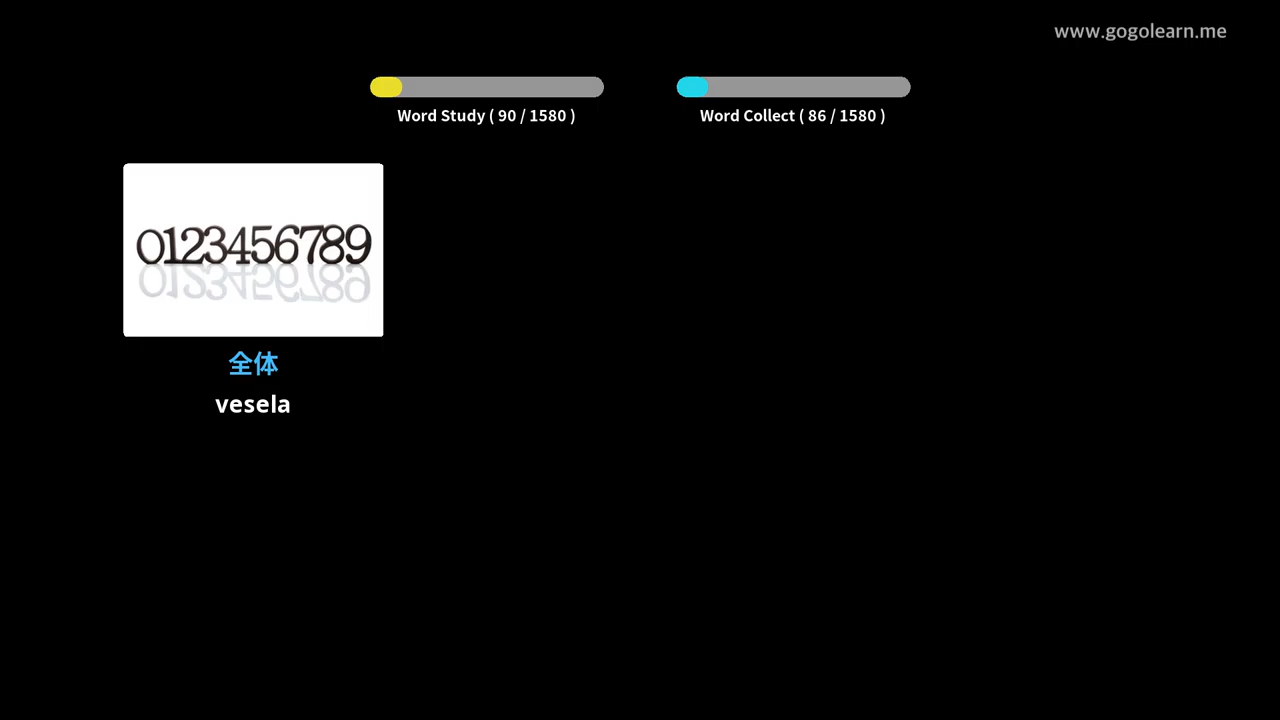 www.gogolearn.me
Word Study ( 90 / 1580 )
Word Collect ( 86 / 1580 )
0123456789
全体
vesela